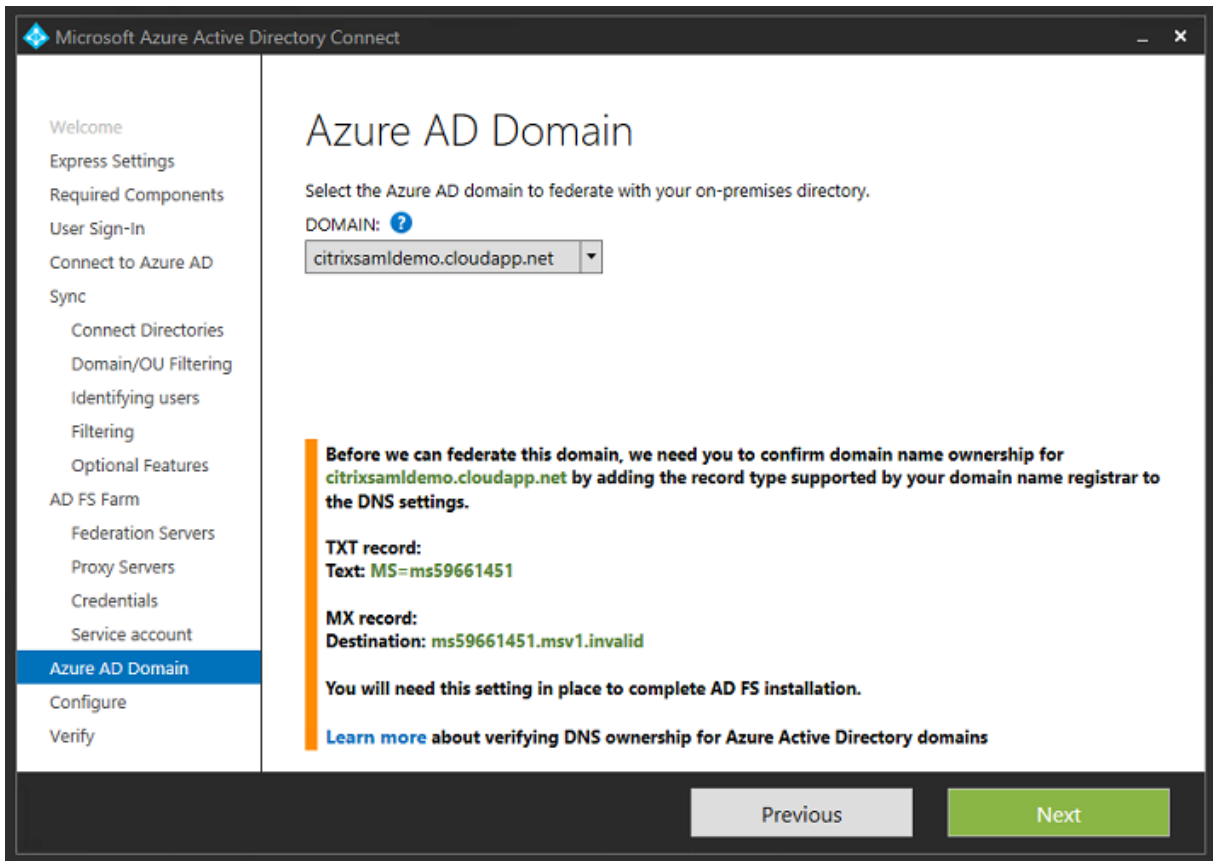 Microsoft Azure Active Directory Connect
Welcome
Express Settings
Required Components
User Sign-In
Connect to Azure AD
Sync
Connect Directories
Domain/OU Filtering
Identifying users
Filtering
Optional Features
AD FS Farm
Federation Servers
Proxy Servers
Credentials
Service account
Azure AD Domain
Configure
Verify
Azure AD Domain
Select the Azure AD domain to federate with your on-premises directory.
DOMAIN: ?
citrixsamldemo.cloudapp.net
Before we can federate this domain, we need you to confirm domain name ownership for
citrixsamldemo.cloudapp.net by adding the record type supported by your domain name registrar to
the DNS settings.
TXT record:
Text: MS=ms59661451
MX record:
Destination: ms59661451.msv1.invalid
You will need this setting in place to complete AD FS installation.
Learn more about verifying DNS ownership for Azure Active Directory domains
Previous
Next